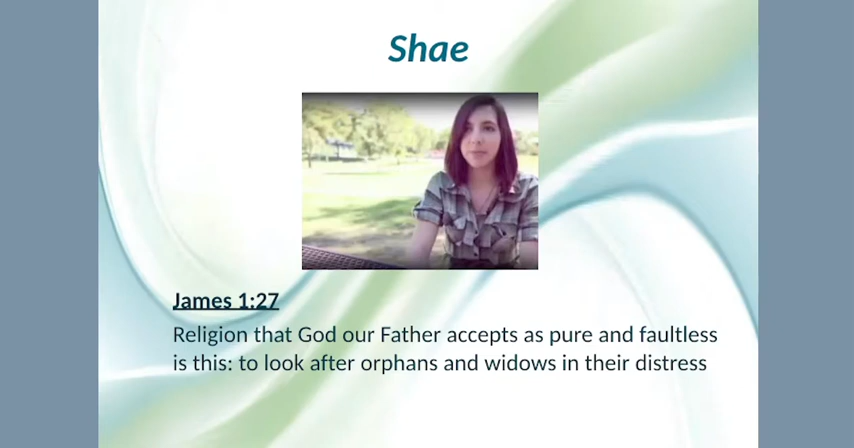 Shae
James 1:27
Religion that God our Father accepts as pure and faultless
is this: to look after orphans and widows in their distress